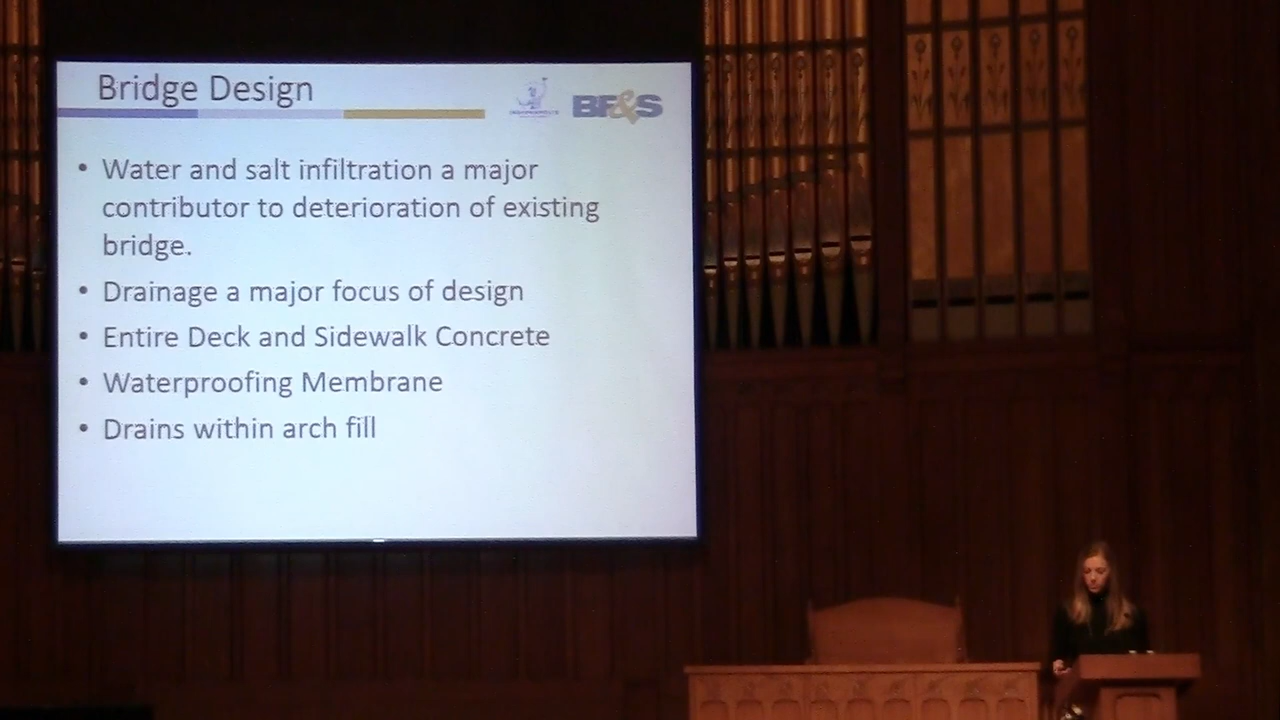 Bridge Design
BF&S
• Water and salt infiltration a major
contributor to deterioration of existing
bridge.
• Drainage a major focus of design
• Entire Deck and Sidewalk Concrete
• Waterproofing Membrane
• Drains within arch fill